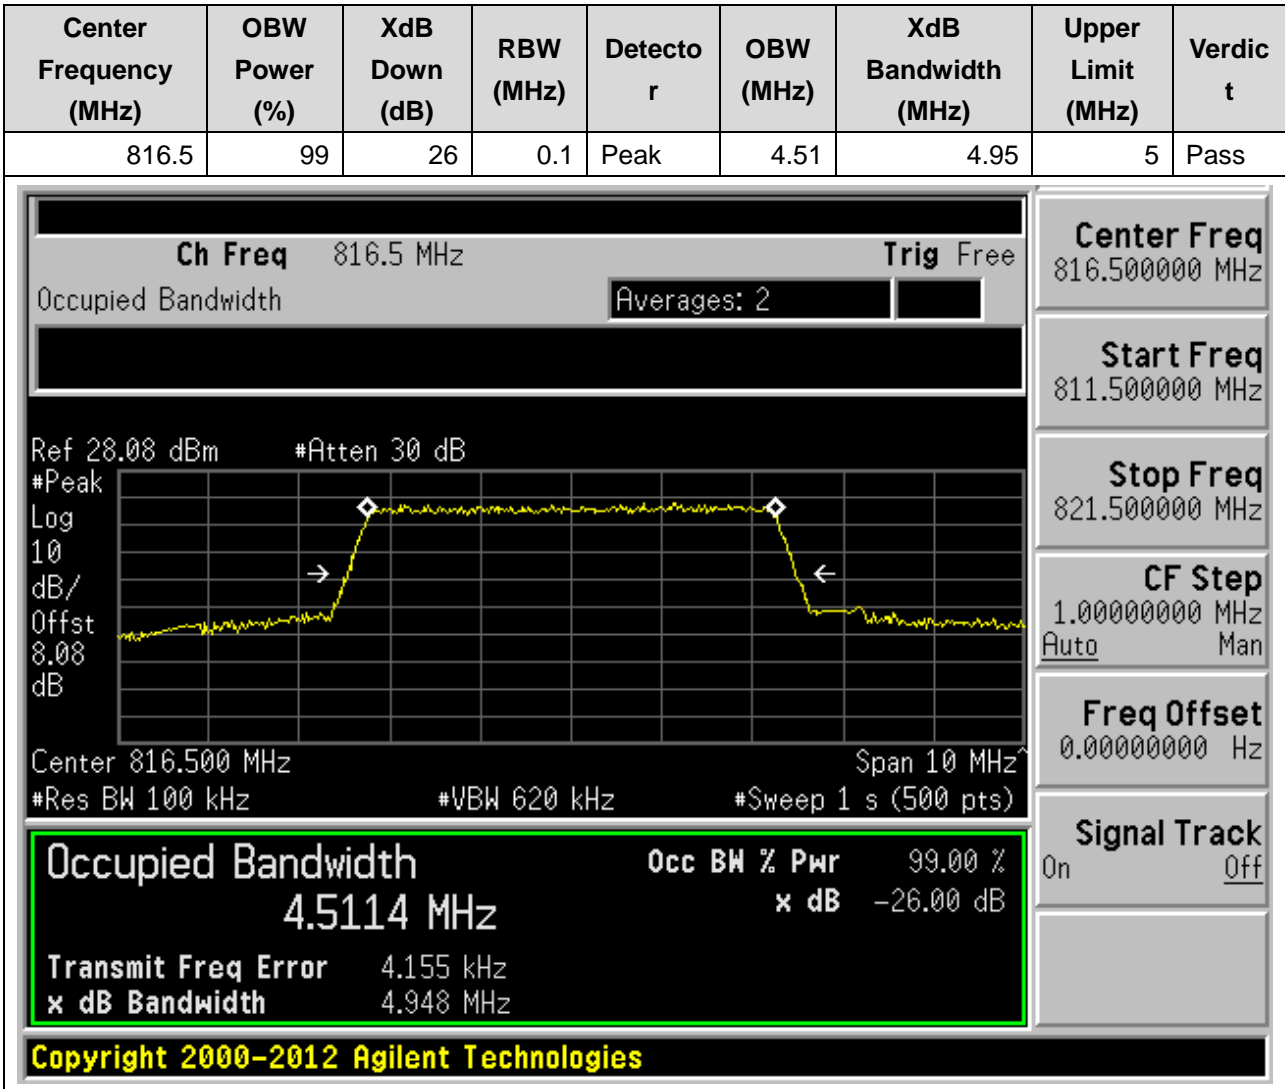 Center Frequency (MHz) OBW Power (%) XdB Down (dB) RBW (MHz) Detecto r OBW (MHz) XdB Bandwidth (MHz) Upper Limit (MHz) Verdic t
816.5 99 26 0.1 Peak 4.51 4.95 5 Pass
Ch Freq 816.5 MHz Trig Free
Occupied Bandwidth Averages: 2
Ref 28.08 dBm #Atten 30 dB
#Peak
Log
10
dB/
Offst
8.08
dB
Center 816.500 MHz Span 10 MHz^
#Res BW 100 kHz #VBW 620 kHz #Sweep 1 s (500 pts)
Occupied Bandwidth Occ BW % Pwr 99.00 %
4.5114 MHz x dB -26.00 dB
Transmit Freq Error 4.155 kHz
x dB Bandwidth 4.948 MHz
Copyright 2000-2012 Agilent Technologies
Center Freq
816.500000 MHz
Start Freq
811.500000 MHz
Stop Freq
821.500000 MHz
CF Step
1.00000000 MHz
Auto Man
Freq Offset
0.00000000 Hz
Signal Track
On Off